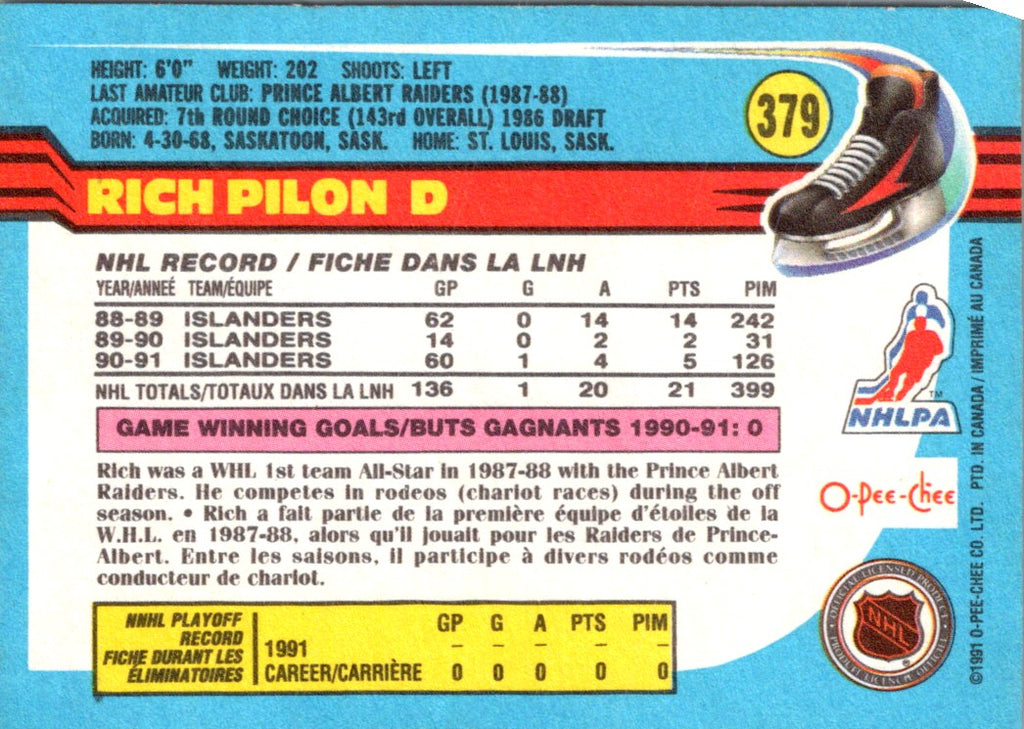 HEIGHT: 6'0" WEIGHT: 202 SHOOTS: LEFT
LAST AMATEUR CLUB: PRINCE ALBERT RAIDERS (1987-88)
ACQUIRED: 7th ROUND CHOICE (143rd OVERALL) 1986 DRAFT
BORN: 4-30-68, SASKATOON, SASK. HOME: ST. LOUIS, SASK.
379
RICH PILON D
NHL RECORD / FICHE DANS LA LNH
YEAR/ANNEÉ TEAM/ÉQUIPE GP G A PTS PIM
88-89 ISLANDERS 62 0 14 14 242
89-90 ISLANDERS 14 0 2 2 31
90-91 ISLANDERS 60 1 4 5 126
NHL TOTALS/TOTAUX DANS LA LNH 136 1 20 21 399
GAME WINNING GOALS/BUTS GAGNANTS 1990-91: 0
Rich was a WHL 1st team All-Star in 1987-88 with the Prince Albert
Raiders. He competes in rodeos (chariot races) during the off
season. • Rich a fait partie de la première équipe d'étoiles de la
W.H.L. en 1987-88, alors qu'il jouait pour les Raiders de Prince-
Albert. Entre les saisons, il participe à divers rodéos comme
conducteur de chariot.
NNHL PLAYOFF
RECORD
FICHE DURANT LES
ÉLIMINATOIRES
GP G A PTS PIM
1991 – – – – –
CAREER/CARRIÈRE 0 0 0 0 0
TM
NHLPA
O-Pee-Chee
OFFICIAL LICENSED PRODUCT
NHL
®
PRODUIT LICENCIÉ OFFICIEL
©1991 O-PEE-CHEE CO. LTD. PTD. IN CANADA / IMPRIMÉ AU CANADA